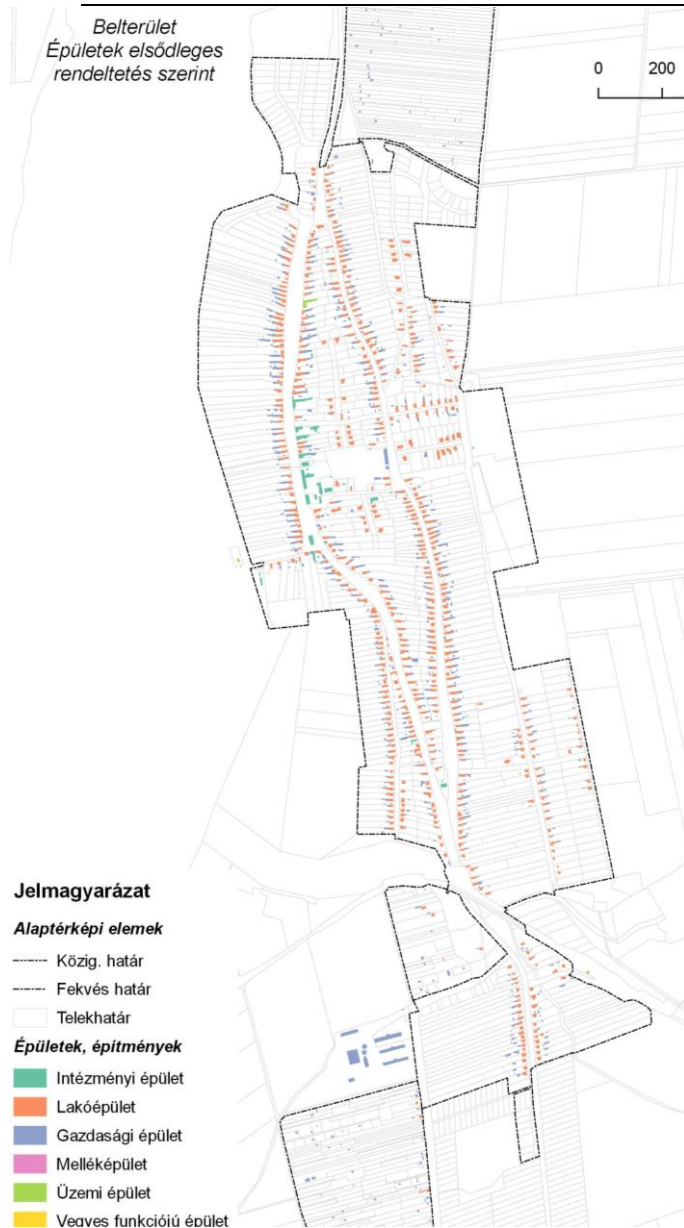 Belterület
Épületek elsődleges
rendeltetés szerint
0 200
Jelmagyarázat
Alaptérképi elemek
Közig. határ
Fekvés határ
Telekhatár
Épületek, építmények
Intézményi épület
Lakóépület
Gazdasági épület
Melléképület
Üzemi épület
Vegyes funkciójú épület